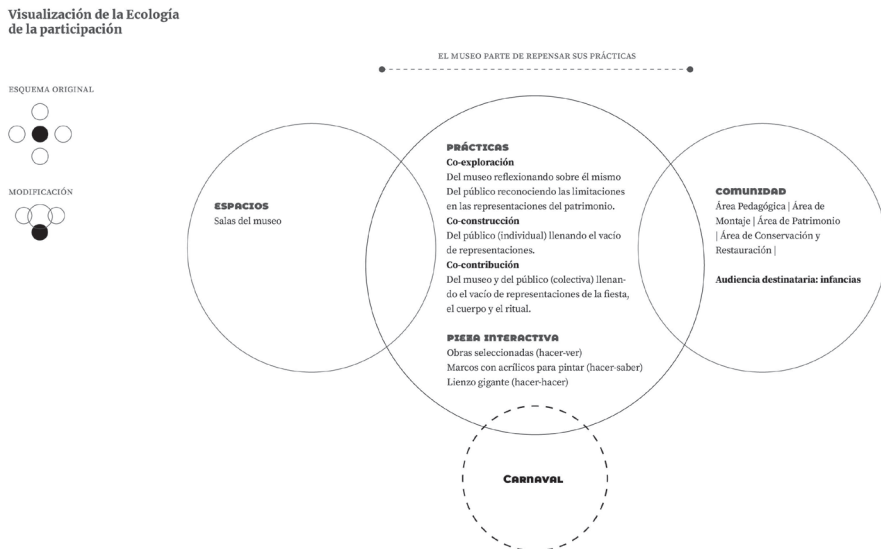 Visualización de la Ecología
de la participación
EL MUSEO PARTE DE REPENSAR SUS PRÁCTICAS
ESQUEMA ORIGINAL
MODIFICACIÓN
ESPACIOS
Salas del museo
PRÁCTICAS
Co-exploración
Del museo reflexionando sobre él mismo
Del público reconociendo las limitaciones
en las representaciones del patrimonio.
Co-construcción
Del público (individual) llenando el vacío
de representaciones.
Co-contribución
Del museo y del público (colectiva) llenan-
do el vacío de representaciones de la fiesta,
el cuerpo y el ritual.
PIEZA INTERACTIVA
Obras seleccionadas (hacer-ver)
Marcos con acrílicos para pintar (hacer-saber)
Lienzo gigante (hacer-hacer)
COMUNIDAD
Área Pedagógica | Área de
Montaje | Área de Patrimonio
| Área de Conservación y
Restauración |
Audiencia destinataria: infancias
CARNAVAL